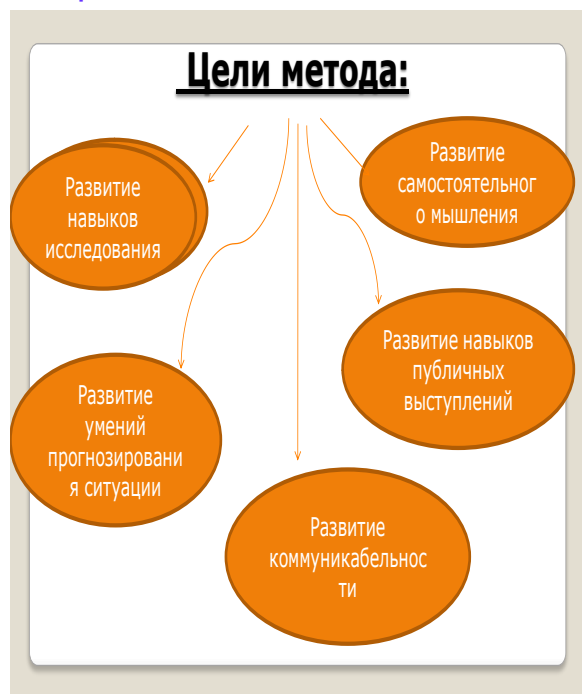 Цели метода:
Развитие
навыков
исследования
Развитие
самостоятельног
о мышления
Развитие навыков
публичных
выступлений
Развитие
умений
прогнозировани
я ситуации
Развитие
коммуникабельнос
ти